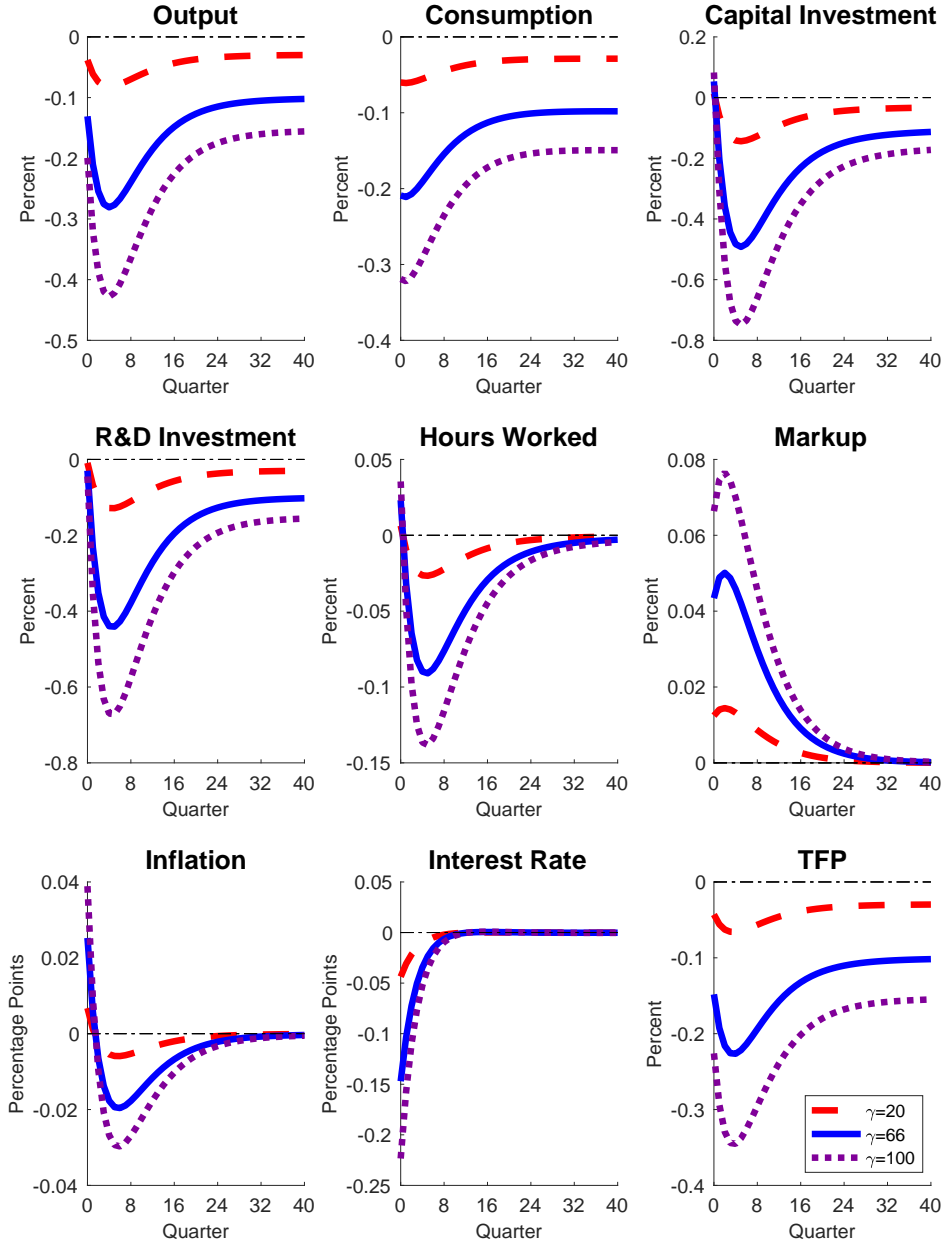 Output
Percent
0
-0.1
-0.2
-0.3
-0.4
-0.5
0 8 16 24 32 40
Quarter
Consumption
Percent
0
-0.1
-0.2
-0.3
-0.4
0 8 16 24 32 40
Quarter
Capital Investment
Percent
0.2
0
-0.2
-0.4
-0.6
-0.8
0 8 16 24 32 40
Quarter
R&D Investment
Percent
0
-0.2
-0.4
-0.6
-0.8
0 8 16 24 32 40
Quarter
Hours Worked
Percent
0.05
0
-0.05
-0.1
-0.15
0 8 16 24 32 40
Quarter
Markup
Percent
0.08
0.06
0.04
0.02
0
0 8 16 24 32 40
Quarter
Inflation
Percentage Points
0.04
0.02
0
-0.02
-0.04
0 8 16 24 32 40
Quarter
Interest Rate
Percentage Points
0.05
0
-0.05
-0.1
-0.15
-0.2
-0.25
0 8 16 24 32 40
Quarter
TFP
Percent
0
-0.1
-0.2
-0.3
-0.4
0 8 16 24 32 40
Quarter
γ=20
γ=66
γ=100